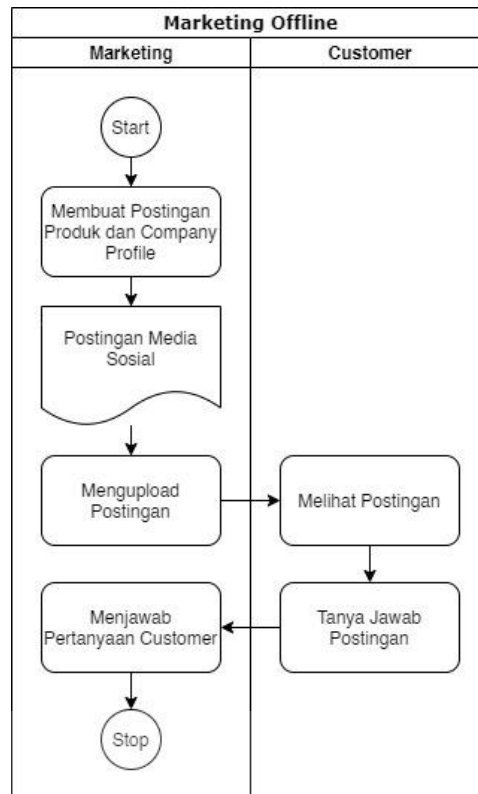 Marketing Offline
Marketing
Customer
Start
Membuat Postingan
Produk dan Company
Profile
Postingan Media
Sosial
Mengupload
Postingan
Melihat Postingan
Menjawab
Pertanyaan Customer
Tanya Jawab
Postingan
Stop